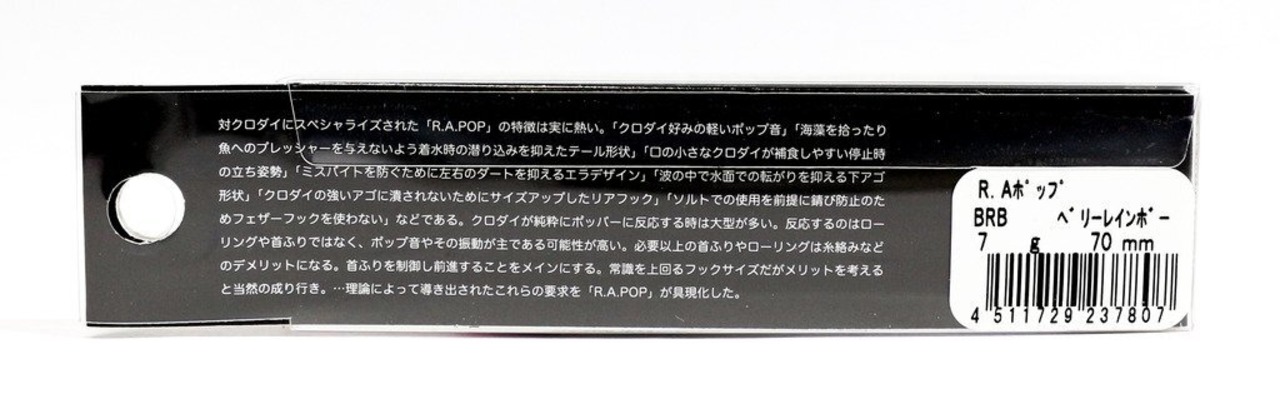 対クロダイにスペシャライズされた「R.A.POP」の特徴は実に熱い。「クロダイ好みの軽いポップ音」「海藻を拾ったり
魚へのプレッシャーを与えないよう着水時の潜り込みを抑えたテール形状」「口の小さなクロダイが補食しやすい停止時
の立ち姿勢」「ミスバイトを防ぐために左右のダートを抑えるエラデザイン」「波の中で水面での転がりを抑える下アゴ
形状」「クロダイの強いアゴに潰されないためにサイズアップしたリアフック」「ソルトでの使用を前提に錆び防止のた
めフェザーフックを使わない」などである。クロダイが純粋にポッパーに反応する時は大型が多い。反応するのはロー
リングや首ふりではなく、ポップ音やその振動が主である可能性が高い。必要以上の首ふりやローリングは糸絡みなど
のデメリットになる。首ふりを制御し前進することをメインにする。常識を上回るフックサイズだがメリットを考える
と当然の成り行き。…理論によって導き出されたこれらの要求を「R.A.POP」が具現化した。
R.Aﾎﾟｯﾌﾟ
BRB ﾍﾞﾘｰﾚｲﾝﾎﾞｰ
7 g 70 mm
4 511729 237807